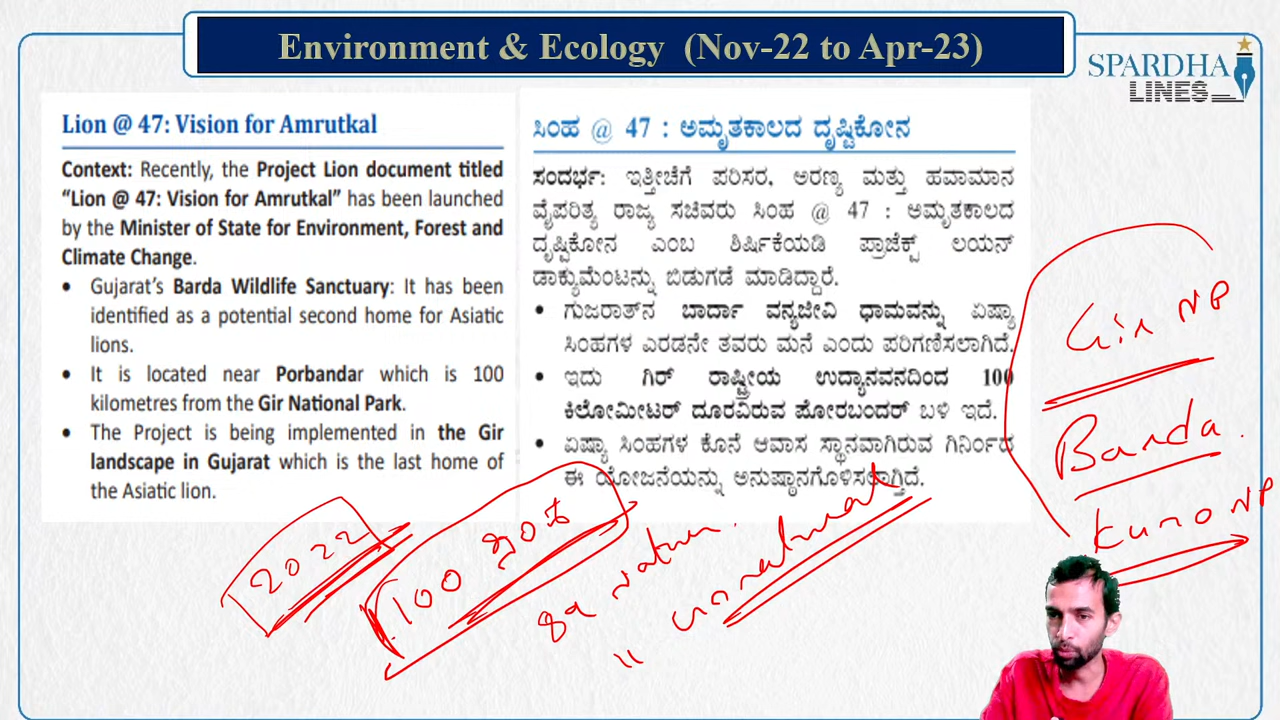 Environment & Ecology (Nov-22 to Apr-23)
SPARDHA
LINES
Lion @ 47: Vision for Amrutkal
Context: Recently, the Project Lion document titled
"Lion @ 47: Vision for Amrutkal" has been launched
by the Minister of State for Environment, Forest and
Climate Change.
• Gujarat's Barda Wildlife Sanctuary: It has been
identified as a potential second home for Asiatic
lions.
• It is located near Porbandar which is 100
kilometres from the Gir National Park.
• The Project is being implemented in the Gir
landscape in Gujarat which is the last home of
the Asiatic lion.
ಸಿಂಹ @ 47 : ಅಮೃತಕಾಲದ ದೃಷ್ಟಿಕೋನ
ಸಂದರ್ಭ: ಇತ್ತೀಚೆಗೆ ಪರಿಸರ, ಅರಣ್ಯ ಮತ್ತು ಹವಾಮಾನ
ವೈಪರಿತ್ಯ ರಾಜ್ಯ ಸಚಿವರು ಸಿಂಹ @ 47 : ಅಮೃತಕಾಲದ
ದೃಷ್ಟಿಕೋನ ಎಂಬ ಶಿರ್ಷಿಕೆಯಡಿ ಪ್ರಾಜೆಕ್ಟ್ ಲಯನ್
ಡಾಕ್ಯುಮೆಂಟನ್ನು ಬಿಡುಗಡೆ ಮಾಡಿದ್ದಾರೆ.
• ಗುಜರಾತ್‌ನ ಬಾರ್ದಾ ವನ್ಯಜೀವಿ ಧಾಮವನ್ನು ಏಷ್ಯಾ
ಸಿಂಹಗಳ ಎರಡನೇ ತವರು ಮನೆ ಎಂದು ಪರಿಗಣಿಸಲಾಗಿದೆ.
• ಇದು ಗಿರ್ ರಾಷ್ಟ್ರೀಯ ಉದ್ಯಾನವನದಿಂದ 100
ಕಿಲೋಮೀಟರ್ ದೂರವಿರುವ ಪೋರಬಂದರ್ ಬಳಿ ಇದೆ.
• ಏಷ್ಯಾ ಸಿಂಹಗಳ ಕೊನೆ ಆವಾಸ ಸ್ಥಾನವಾಗಿರುವ ಗಿರ್ನಿಂದ
ಈ ಯೋಜನೆಯನ್ನು ಅನುಷ್ಠಾನಗೊಳಿಸಲಾಗ್ತಿದೆ.
Gir NP
Barda.
Kuno NP
2022
100
89 natur.
" unnatural